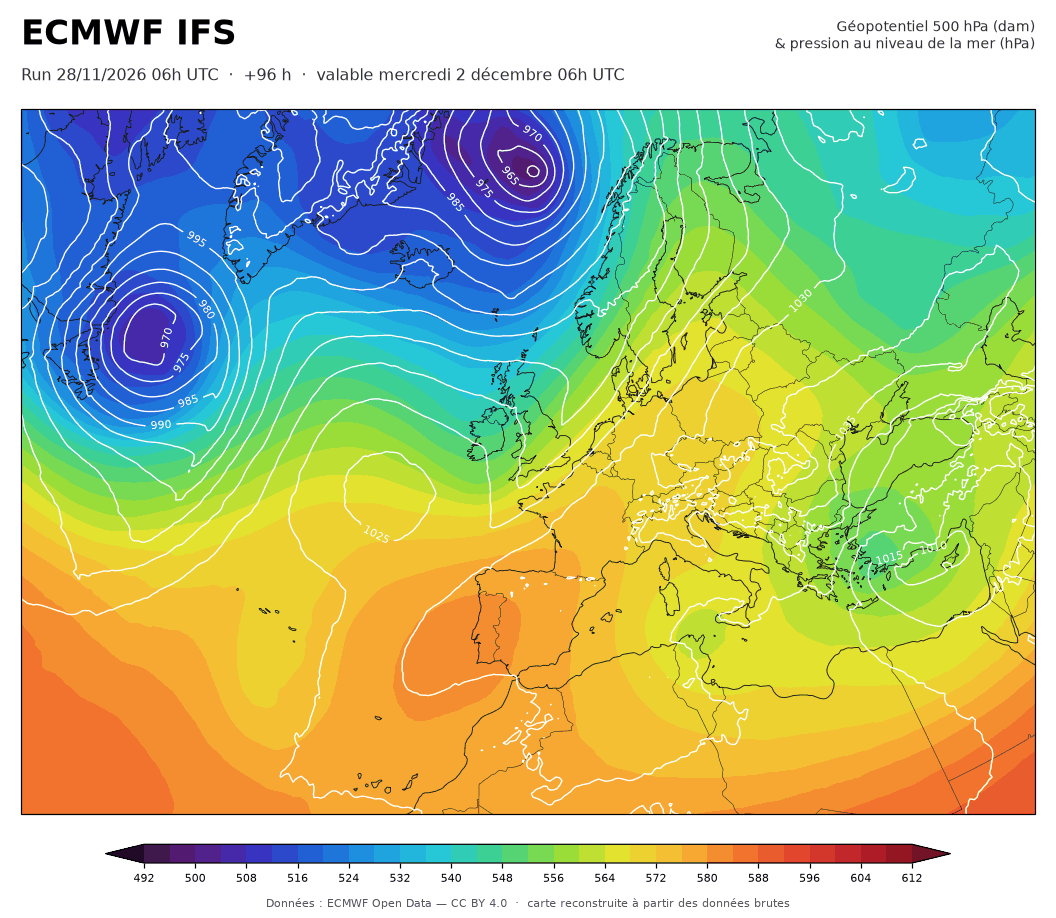 ECMWF IFS
Géopotentiel 500 hPa (dam)
& pression au niveau de la mer (hPa)
Run 28/11/2026 06h UTC · +96 h · valable mercredi 2 décembre 06h UTC
970
965
975
985
995
980
970
975
985
990
1030
1025
1015
1010
492 500 508 516 524 532 540 548 556 564 572 580 588 596 604 612
Données : ECMWF Open Data — CC BY 4.0 · carte reconstruite à partir des données brutes